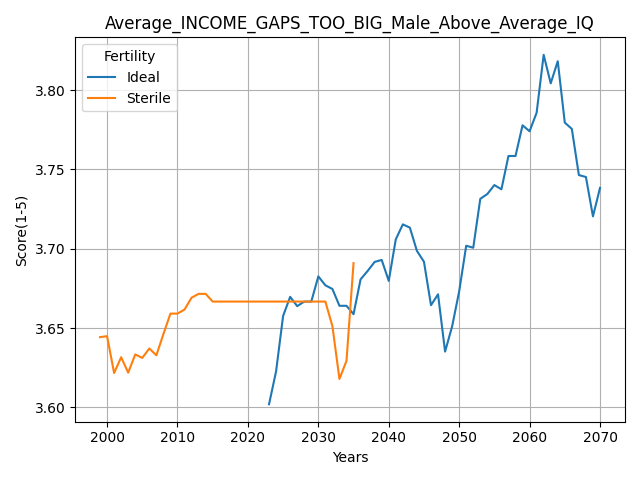 Average_INCOME_GAPS_TOO_BIG_Male_Above_Average_IQ
Fertility
Ideal
Sterile
Score(1-5)
3.80
3.75
3.70
3.65
3.60
2000 2010 2020 2030 2040 2050 2060 2070
Years